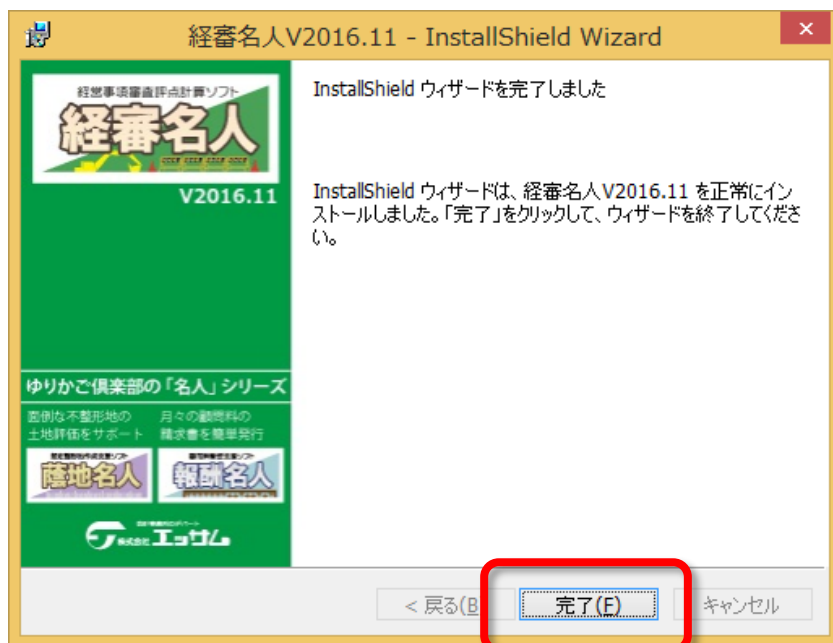 経審名人V2016.11 - InstallShield Wizard
経営事項審査評点計算ソフト
経審名人
V2016.11
InstallShield ウィザードを完了しました
InstallShield ウィザードは、経審名人V2016.11 を正常にイン
ストールしました。「完了」をクリックして、ウィザードを終了してくださ
い。
ゆりかご倶楽部の「名人」シリーズ
面倒な不整形地の
土地評価をサポート
月々の顧問料の
請求書を簡単発行
蔭地名人
報酬名人
株式会社 エッサム
< 戻る(B
完了(F)
キャンセル